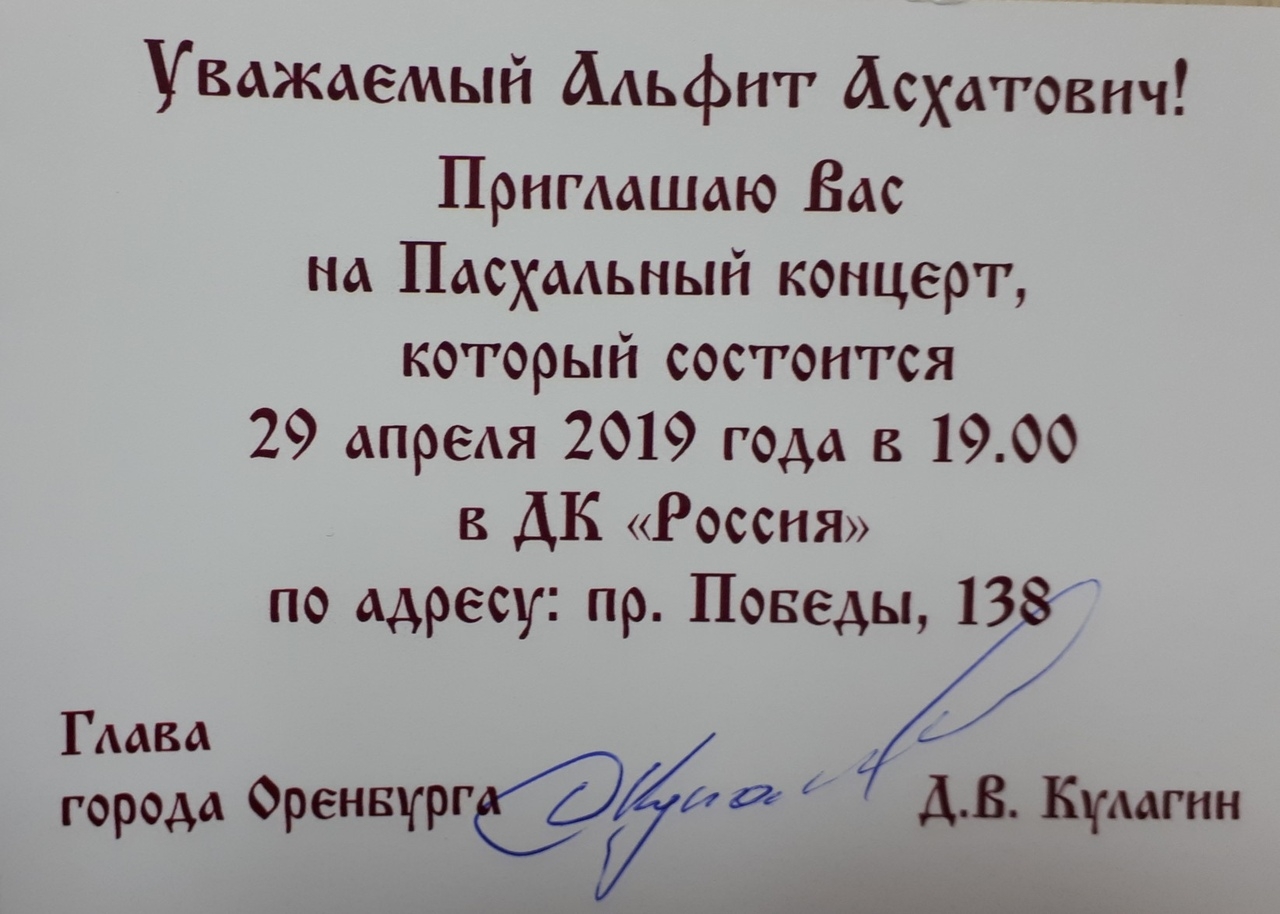 Уважаемый Альфит Асхатович!
Приглашаю Вас
на Пасхальный концерт,
который состоится
29 апреля 2019 года в 19.00
в ДК «Россия»
по адресу: пр. Победы, 138
Глава
города Оренбурга
Д.В. Кулагин